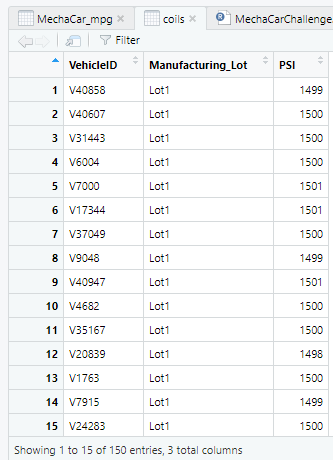 MechaCar_mpg × coils × MechaCarChallenge.
Filter
VehicleID Manufacturing_Lot PSI
1 V40858 Lot1 1499
2 V40607 Lot1 1500
3 V31443 Lot1 1500
4 V6004 Lot1 1500
5 V7000 Lot1 1501
6 V17344 Lot1 1501
7 V37049 Lot1 1500
8 V9048 Lot1 1499
9 V40947 Lot1 1501
10 V4682 Lot1 1500
11 V35167 Lot1 1500
12 V20839 Lot1 1498
13 V1763 Lot1 1500
14 V7915 Lot1 1499
15 V24283 Lot1 1500
Showing 1 to 15 of 150 entries, 3 total columns